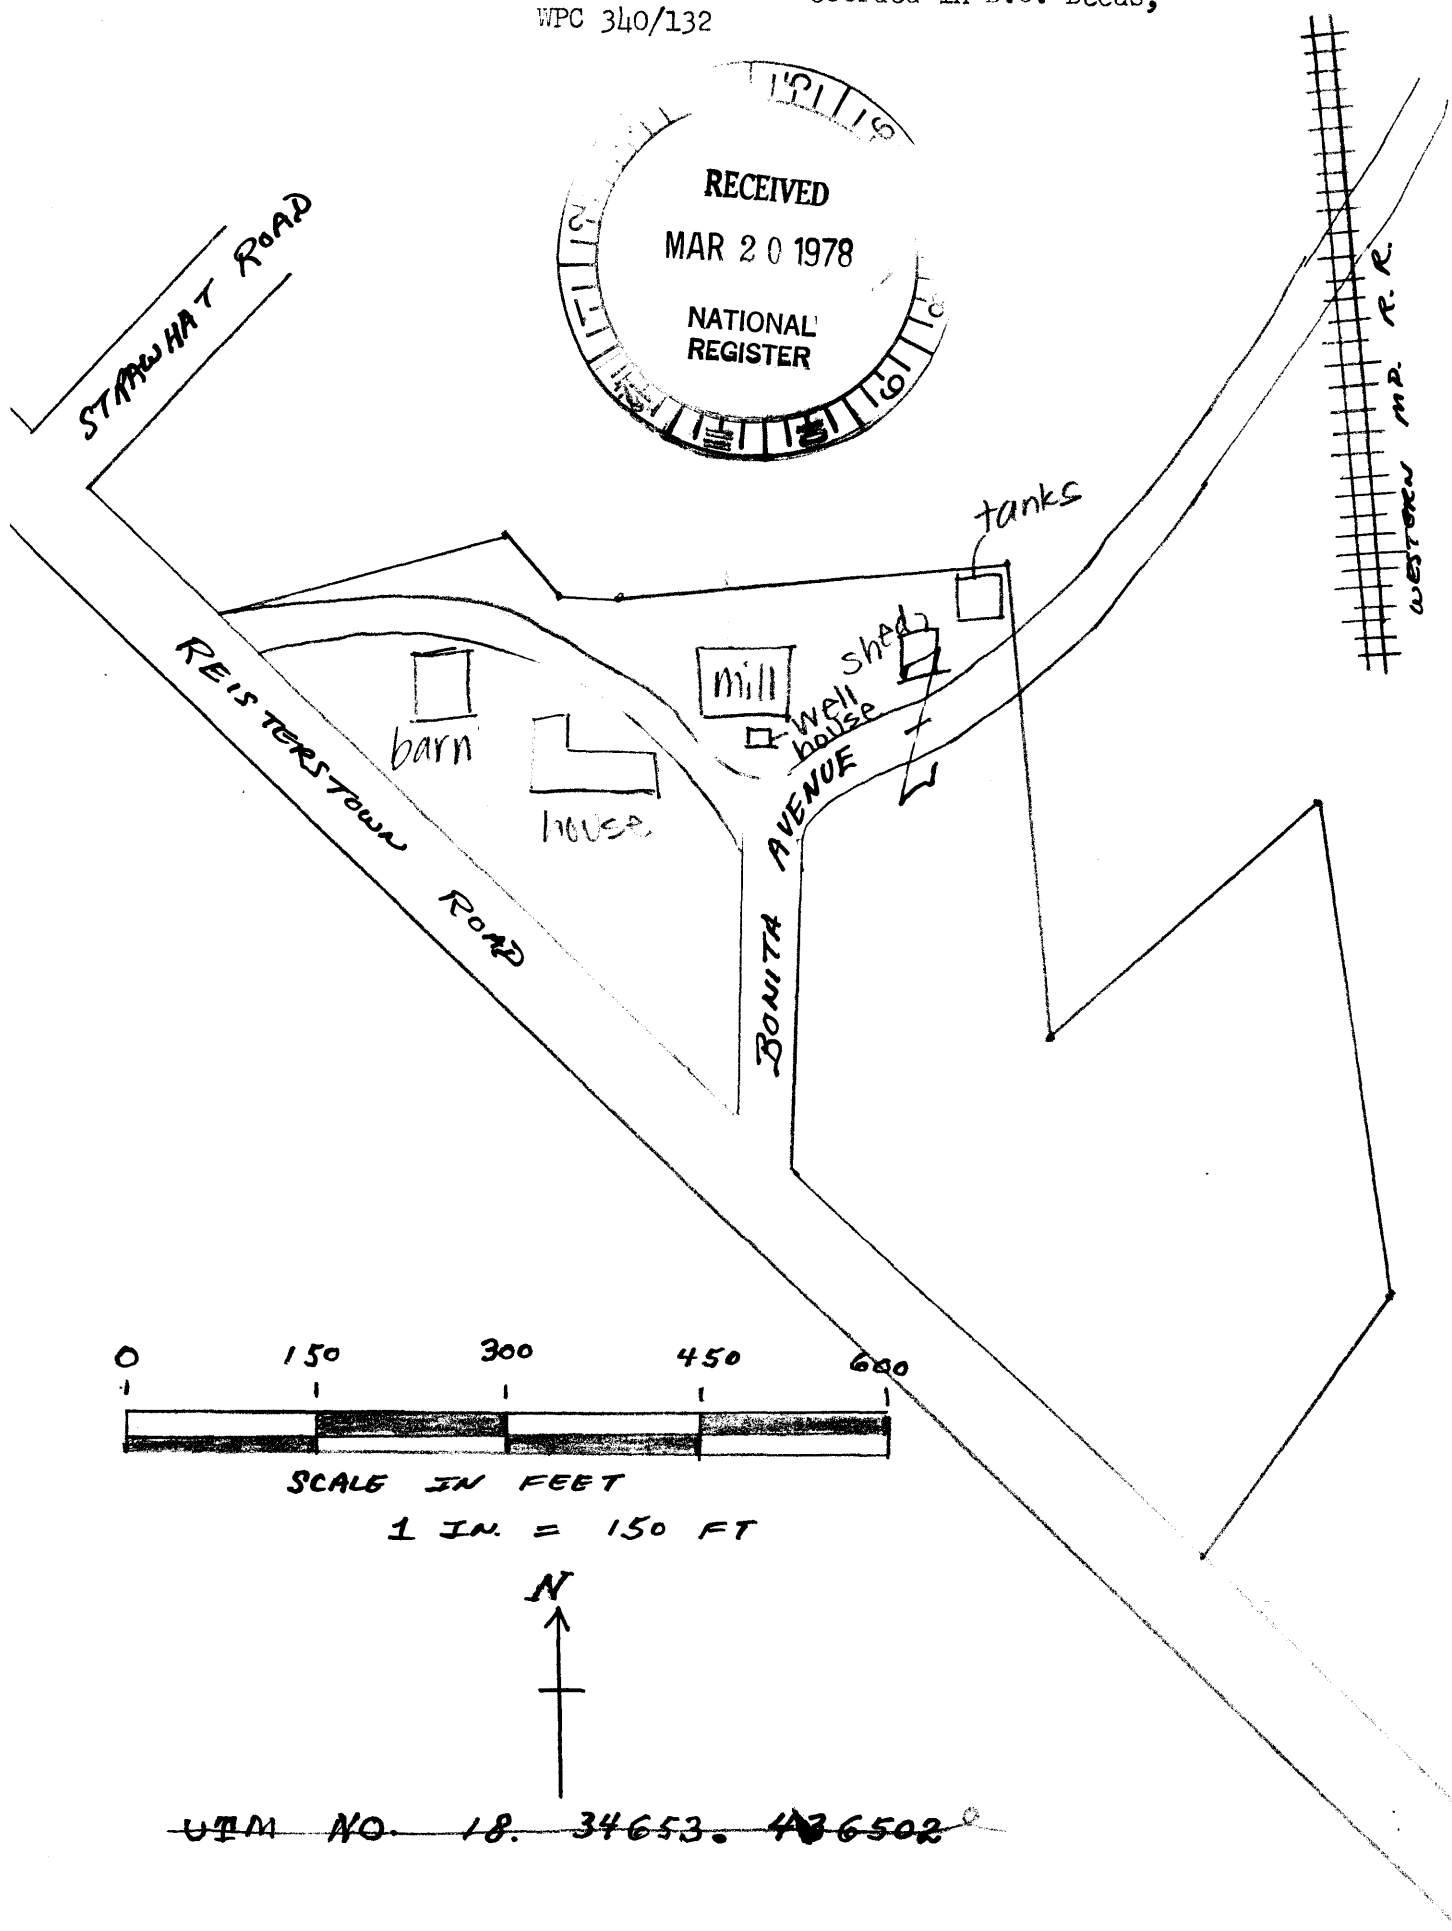 WPC 340/132
RECEIVED
MAR 20 1978
NATIONAL
REGISTER
STRAWHAT ROAD
WESTERN MD. R. R.
tanks
shed
mill
well
house
barn
house
REISTERSTOWN ROAD
BONITA AVENUE
0 150 300 450 600
SCALE IN FEET
1 IN. = 150 FT
N
UTM NO. 18. 34653. 436502